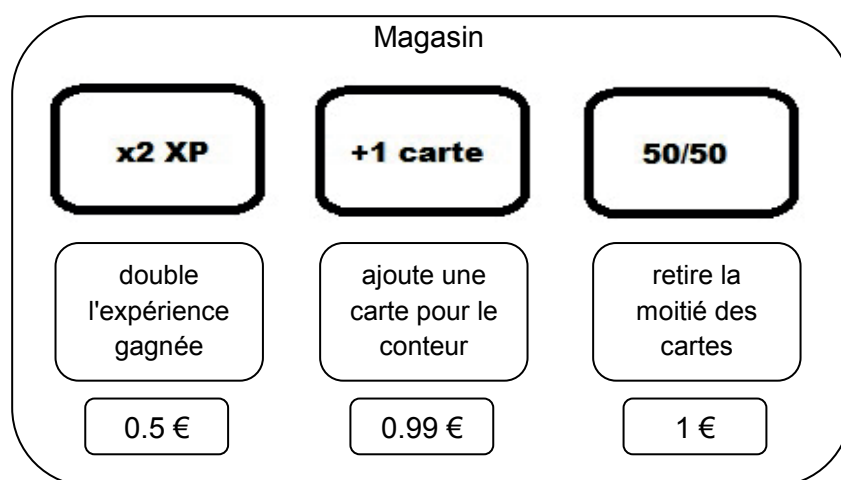 Magasin
x2 XP
+1 carte
50/50
double
l'expérience
gagnée
ajoute une
carte pour le
conteur
retire la
moitié des
cartes
0.5 €
0.99 €
1 €